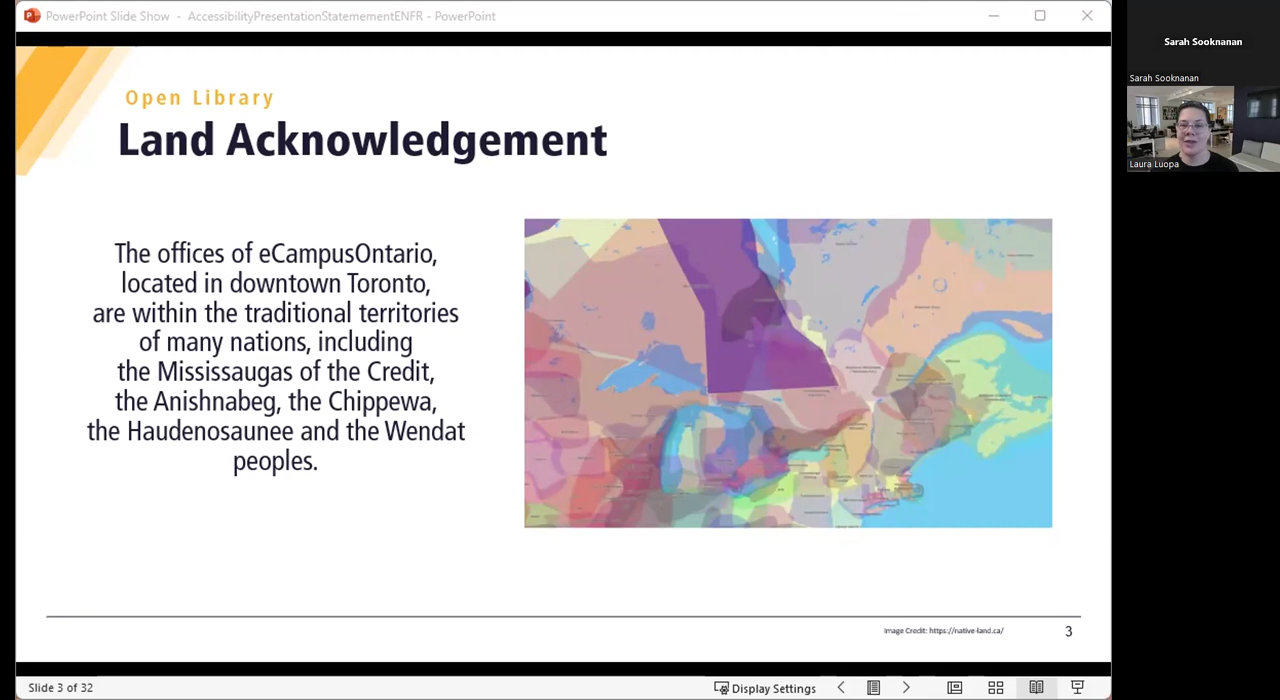 PowerPoint Slide Show - AccessibilityPresentationStatemementENFR - PowerPoint
Sarah Sooknanan
Sarah Sooknanan
Laura Luopa
Open Library
Land Acknowledgement
The offices of eCampusOntario,
located in downtown Toronto,
are within the traditional territories
of many nations, including
the Mississaugas of the Credit,
the Anishnabeg, the Chippewa,
the Haudenosaunee and the Wendat
peoples.
Image Credit: https://native-land.ca/
3
Slide 3 of 32
Display Settings